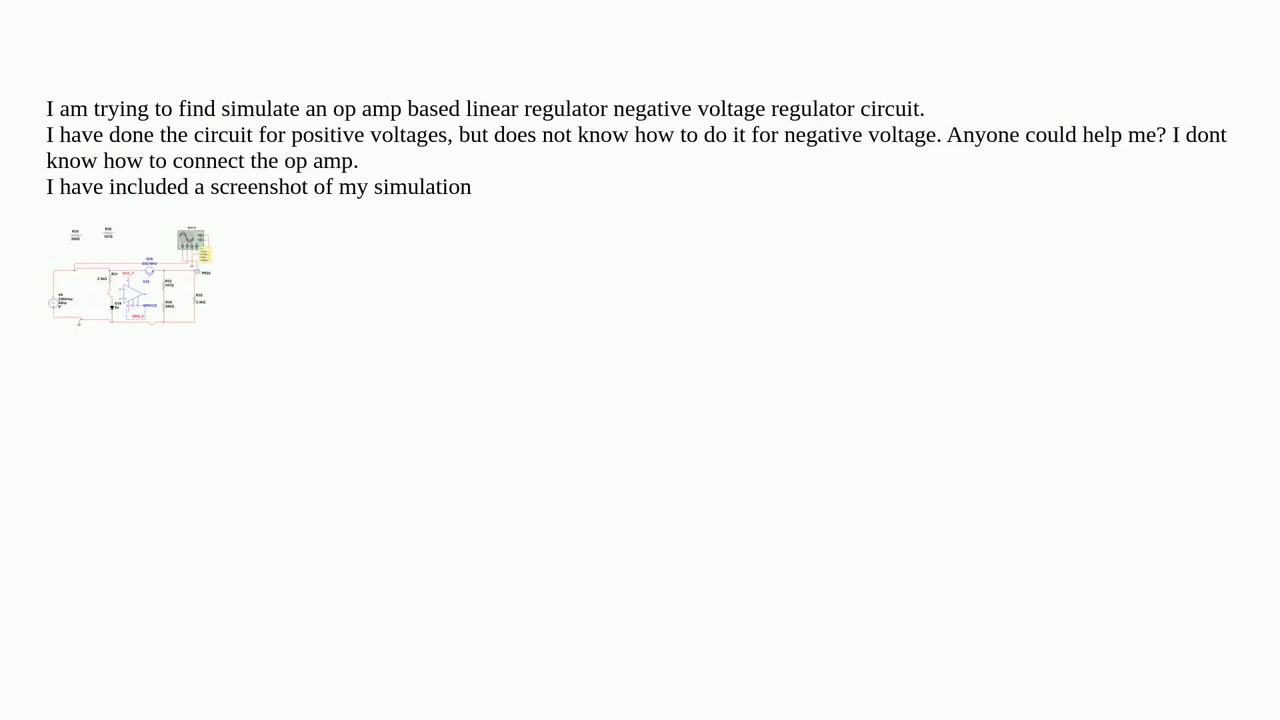 I am trying to find simulate an op amp based linear regulator negative voltage regulator circuit.
I have done the circuit for positive voltages, but does not know how to do it for negative voltage. Anyone could help me? I dont
know how to connect the op amp.
I have included a screenshot of my simulation